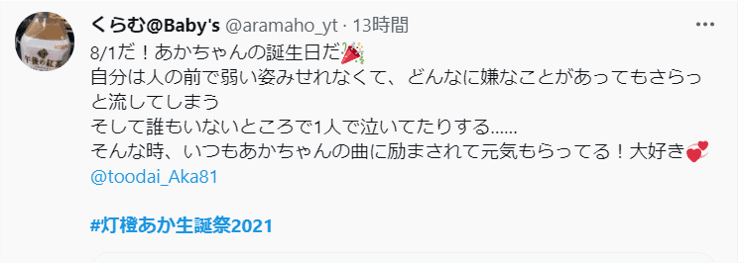 くらむ@Baby's @aramaho_yt · 13時間
8/1だ！あかちゃんの誕生日だ🎉
自分は人の前で弱い姿みせれなくて、どんなに嫌なことがあってもさらっ
と流してしまう
そして誰もいないところで1人で泣いてたりする......
そんな時、いつもあかちゃんの曲に励まされて元気もらってる！大好き💞
@toodai_Aka81
#灯橙あか生誕祭2021